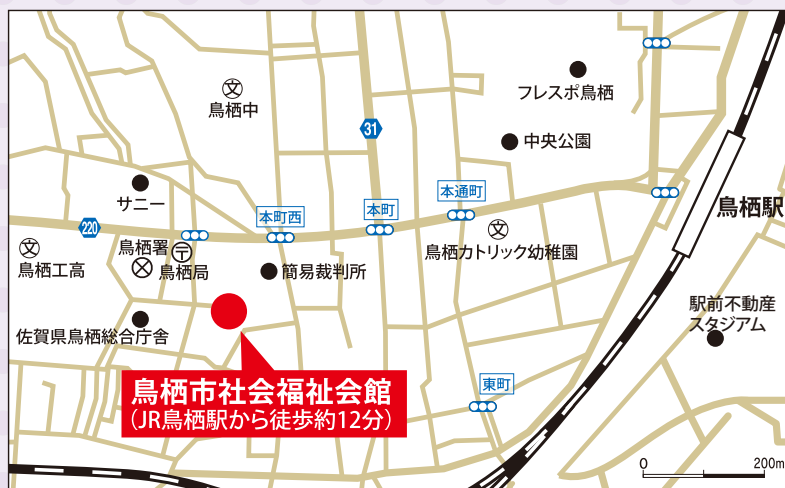 文
鳥栖中
31
フレスポ鳥栖
中央公園
サニー
本町西
本町
本通町
鳥栖駅
220
文
鳥栖工高
鳥栖署
〒
鳥栖局
簡易裁判所
文
鳥栖カトリック幼稚園
佐賀県鳥栖総合庁舎
駅前不動産
スタジアム
鳥栖市社会福祉会館
(JR鳥栖駅から徒歩約12分)
東町
0 200m